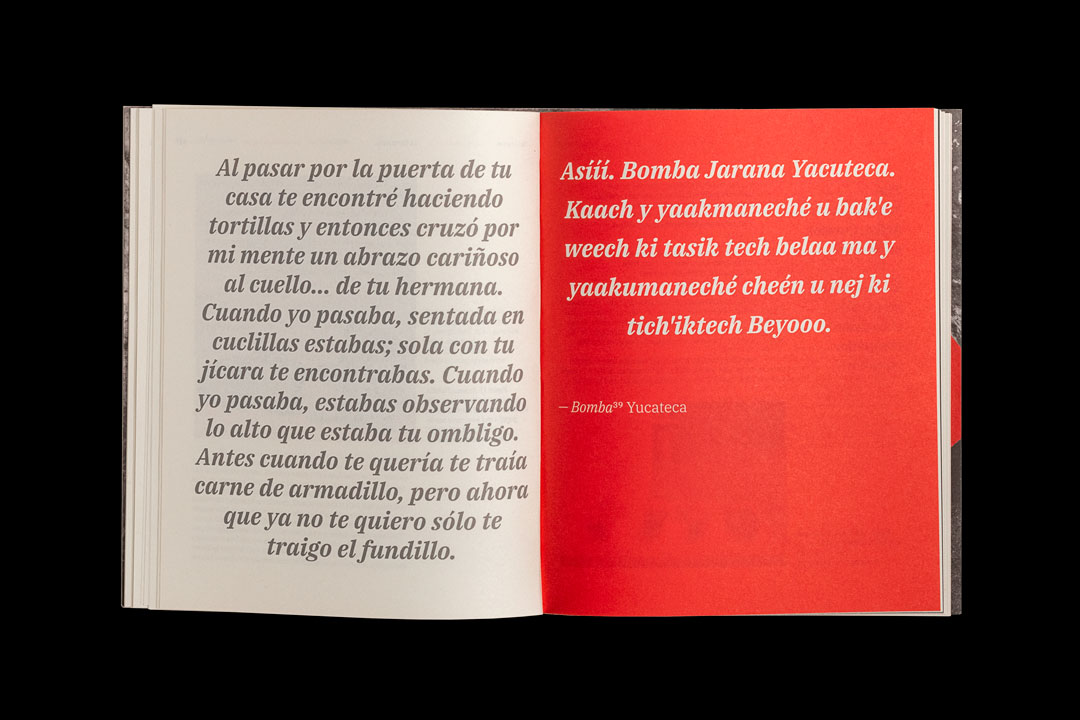 Al pasar por la puerta de tu
casa te encontré haciendo
tortillas y entonces cruzó por
mi mente un abrazo cariñoso
al cuello... de tu hermana.
Cuando yo pasaba, sentada en
cuclillas estabas; sola con tu
jícara te encontrabas. Cuando
yo pasaba, estabas observando
lo alto que estaba tu ombligo.
Antes cuando te quería te traía
carne de armadillo, pero ahora
que ya no te quiero sólo te
traigo el fundillo.
Asííí. Bomba Jarana Yacuteca.
Kaach y yaakmaneché u bak'e
weech ki tasik tech belaa ma y
yaakumaneché cheén u nej ki
tich'iktech Beyooo.
— Bomba³⁹ Yucateca